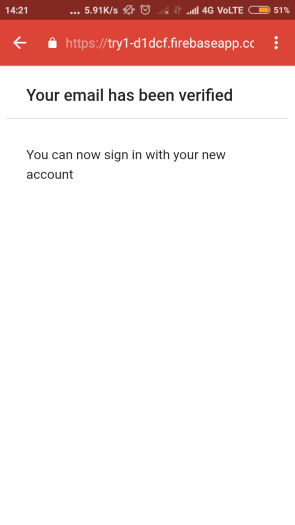 14:21 ... 5.91K/s 4G VoLTE 51%
https://try1-d1dcf.firebaseapp.cc
Your email has been verified
You can now sign in with your new
account